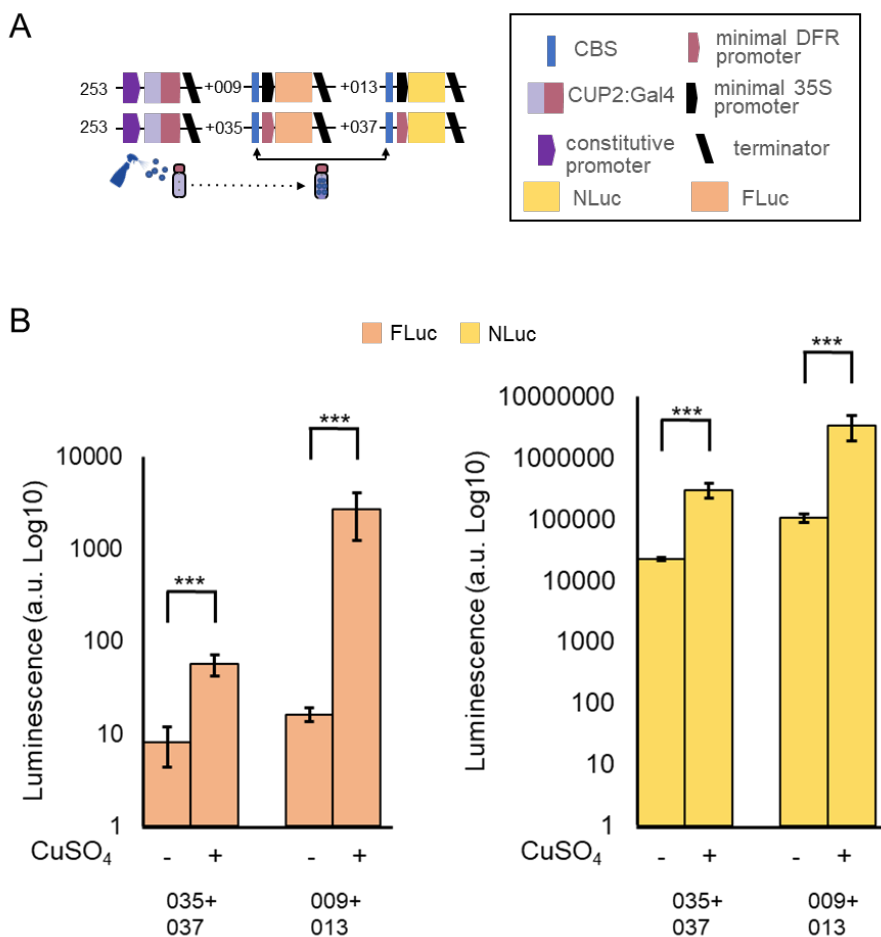 A
253 +009 +013
253 +035 +037
CBS
minimal DFR
promoter
CUP2:Gal4
minimal 35S
promoter
constitutive
promoter
terminator
NLuc
FLuc
B
FLuc NLuc
Luminescence (a.u. Log10)
10000
1000
100
10
1
***
***
CuSO4 - + - +
035+
037
009+
013
Luminescence (a.u. Log10)
10000000
1000000
100000
10000
1000
100
10
1
***
***
CuSO4 - + - +
035+
037
009+
013